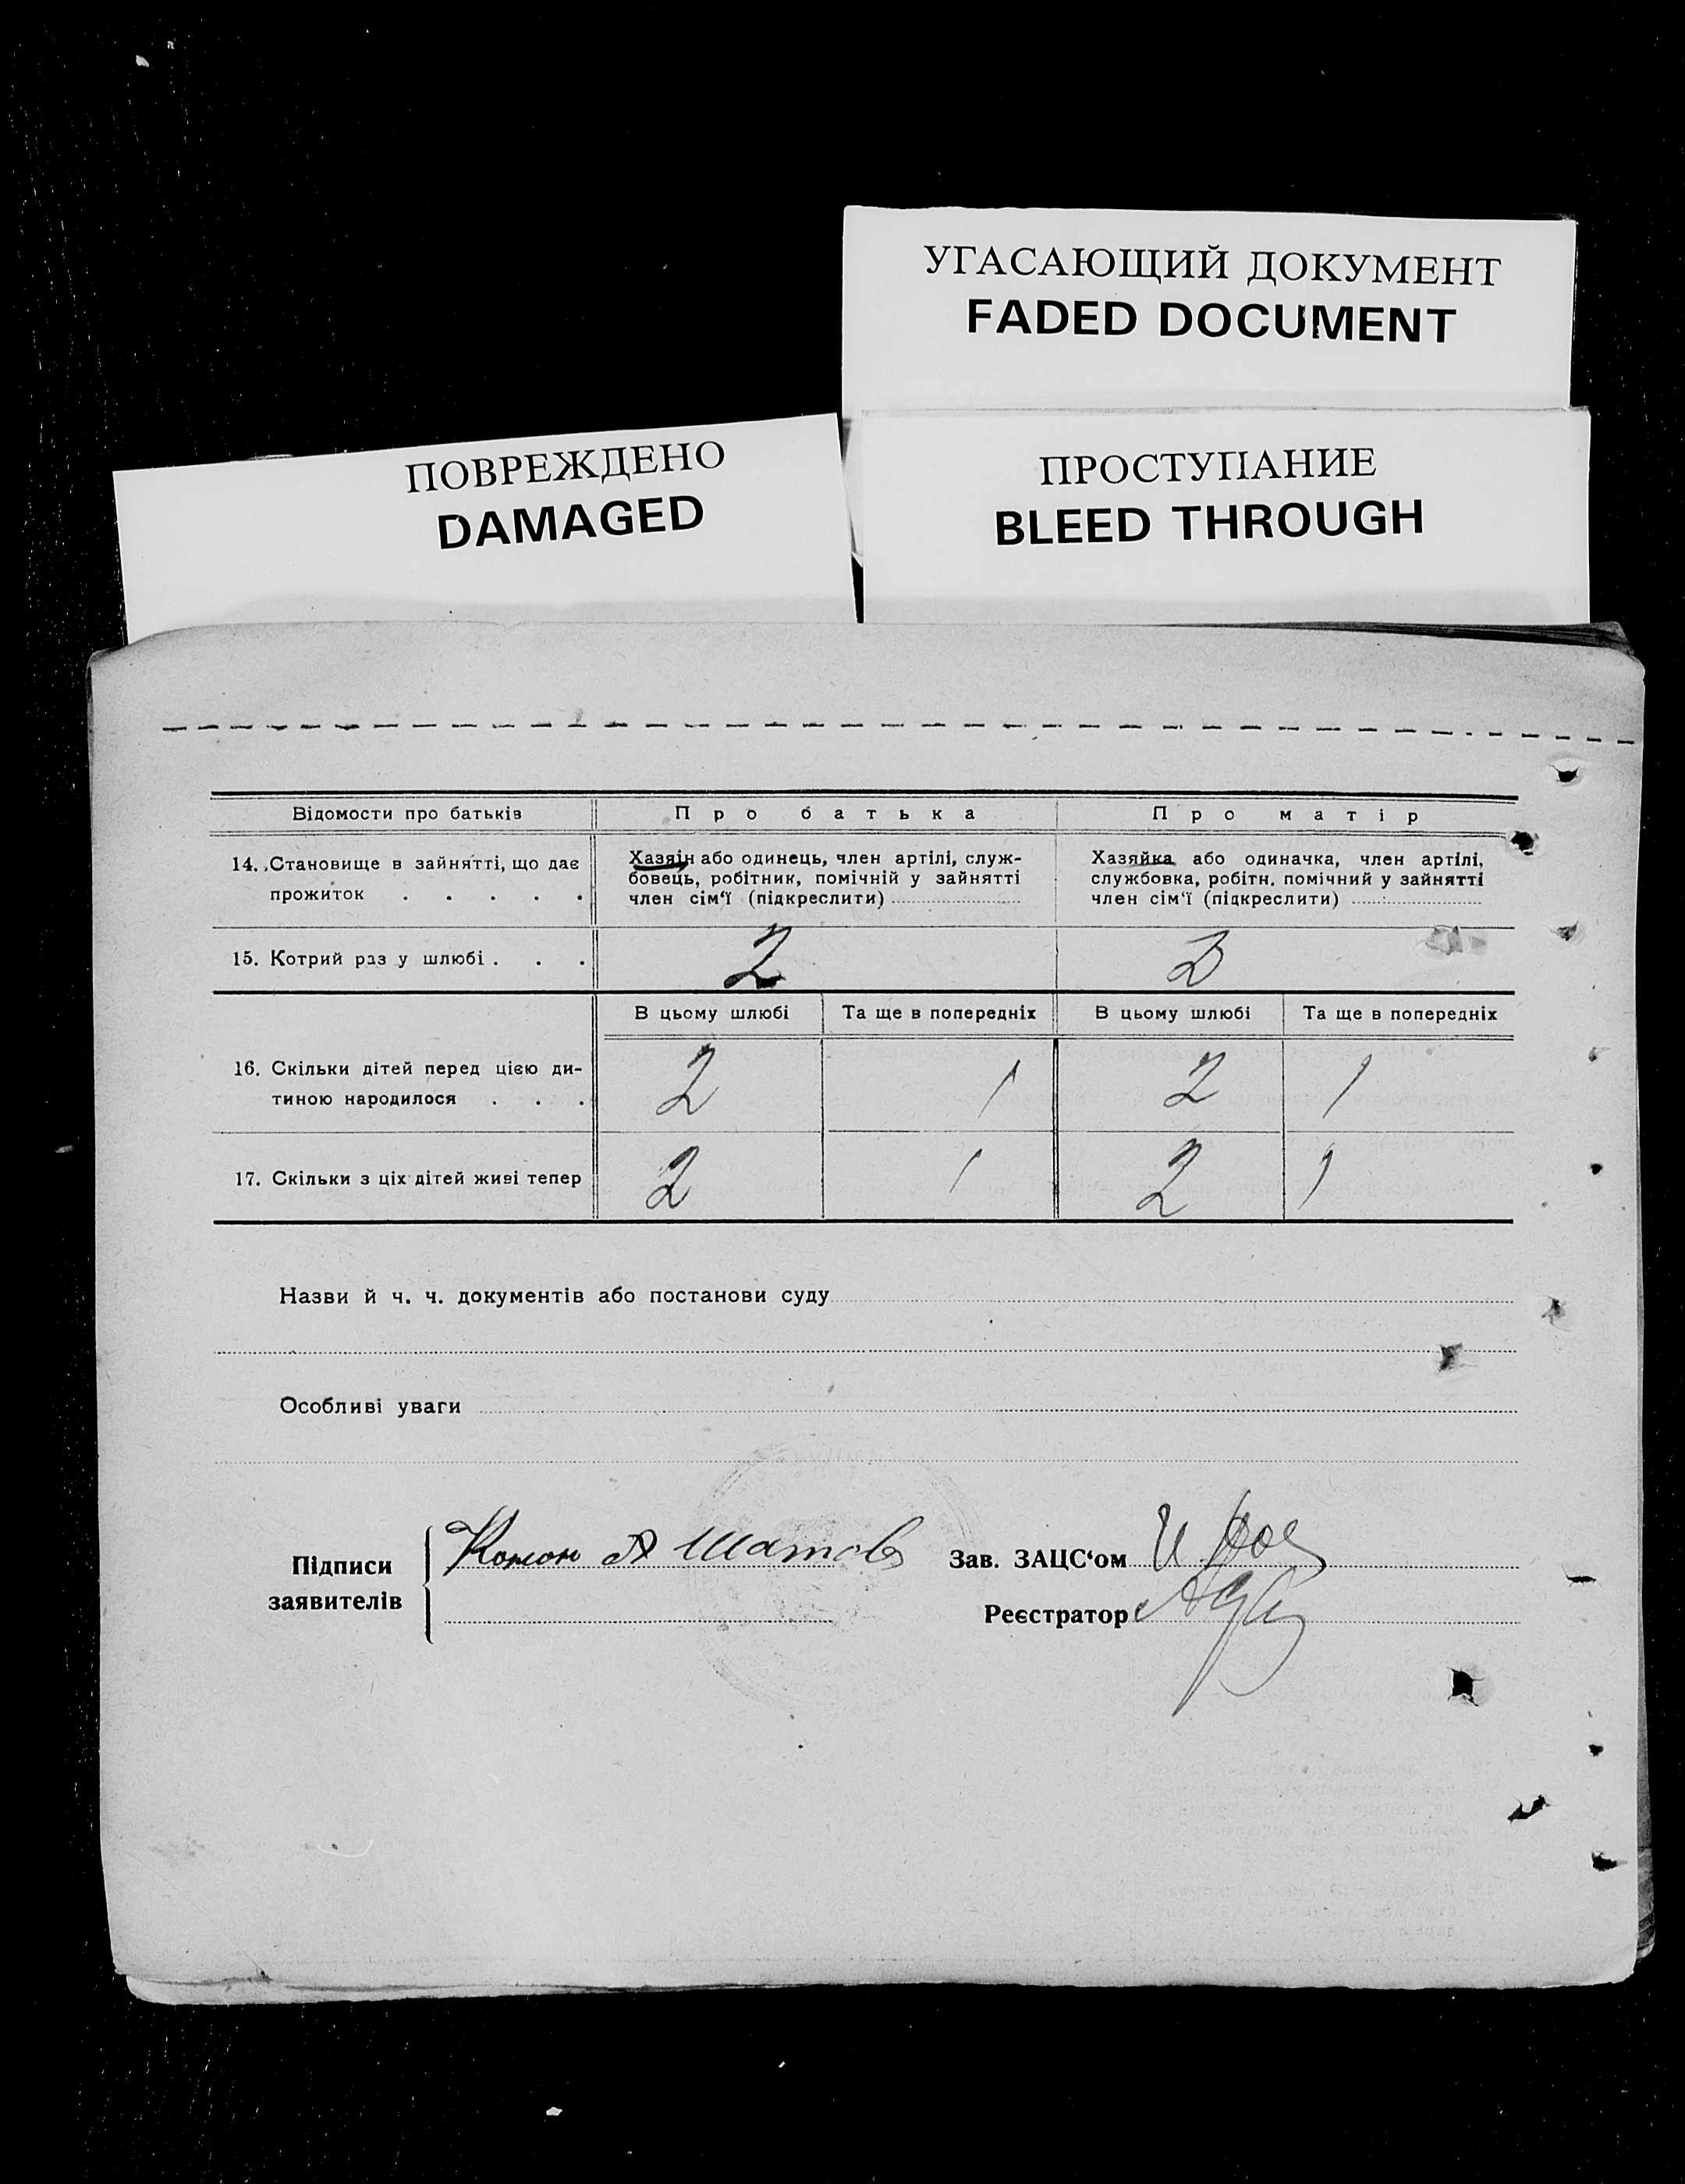 УГАСАЮЩИЙ ДОКУМЕНТ
FADED DOCUMENT
ПОВРЕЖДЕНО
DAMAGED
ПРОСТУПАНИЕ
BLEED THROUGH
Відомости про батьків Про батька Про матір
14. Становище в зайнятті, що дає прожиток . . . . .
Хазяїн або одинець, член артілі, служ-
бовець, робітник, помічній у зайнятті
член сім'ї (підкреслити)
Хазяйка або одиначка, член артілі,
службовка, робітн. помічний у зайнятті
член сім'ї (підкреслити)
15. Котрий раз у шлюбі . . . 2 2
В цьому шлюбі Та ще в попередніх В цьому шлюбі Та ще в попередніх
16. Скільки дітей перед цією ди-
тиною народилося . . . 2 1 2 1
17. Скільки з ціх дітей живі тепер 2 1 2 1
Назви й ч. ч. документів або постанови суду
Особливі уваги
Підписи
заявителів
Зав. ЗАЦС'ом
Реєстратор